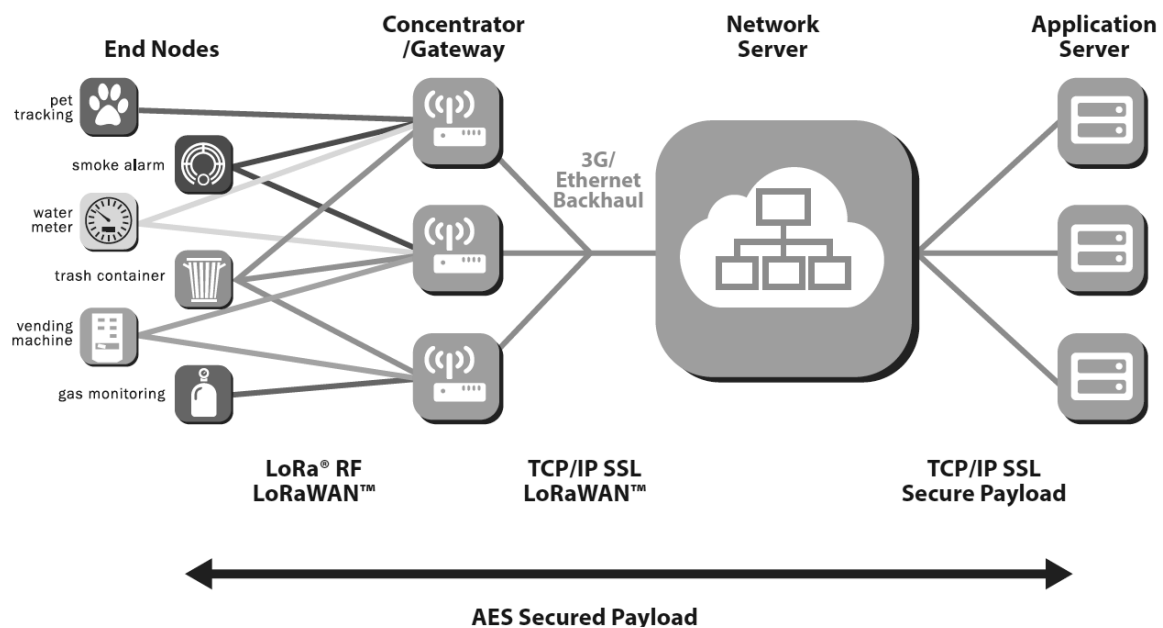 End Nodes
Concentrator
/Gateway
Network
Server
Application
Server
pet
tracking
smoke alarm
water
meter
trash container
vending
machine
gas monitoring
3G/
Ethernet
Backhaul
LoRa® RF
LoRaWAN™
TCP/IP SSL
LoRaWAN™
TCP/IP SSL
Secure Payload
AES Secured Payload